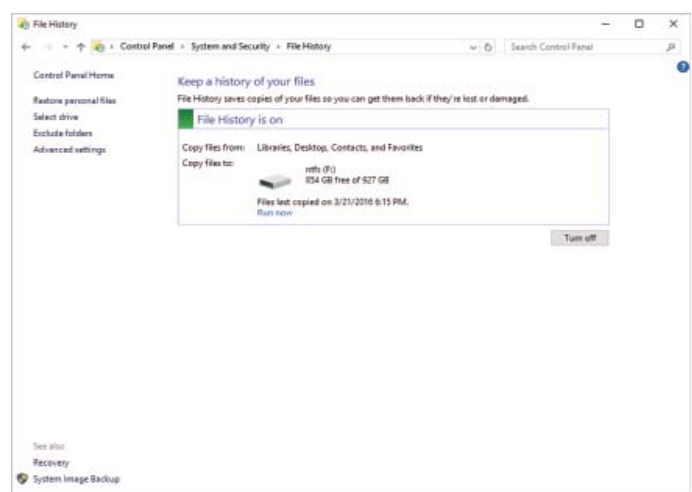 File History
Control Panel › System and Security › File History
Search Control Panel
Control Panel Home
Restore personal files
Select drive
Exclude folders
Advanced settings
Keep a history of your files
File History saves copies of your files so you can get them back if they're lost or damaged.
File History is on
Copy files from: Libraries, Desktop, Contacts, and Favorites
Copy files to:
ntfs (F:)
854 GB free of 927 GB
Files last copied on 3/21/2016 6:15 PM.
Run now
Turn off
See also
Recovery
System Image Backup